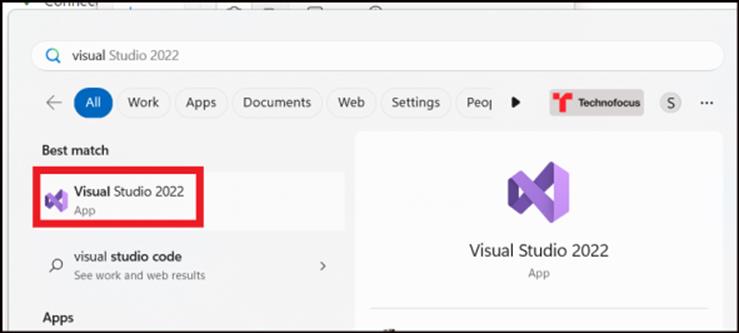 Connect
visual Studio 2022
All Work Apps Documents Web Settings Peo Technofocus S ...
Best match
Visual Studio 2022
App
visual studio code
See work and web results
Apps
Visual Studio 2022
App